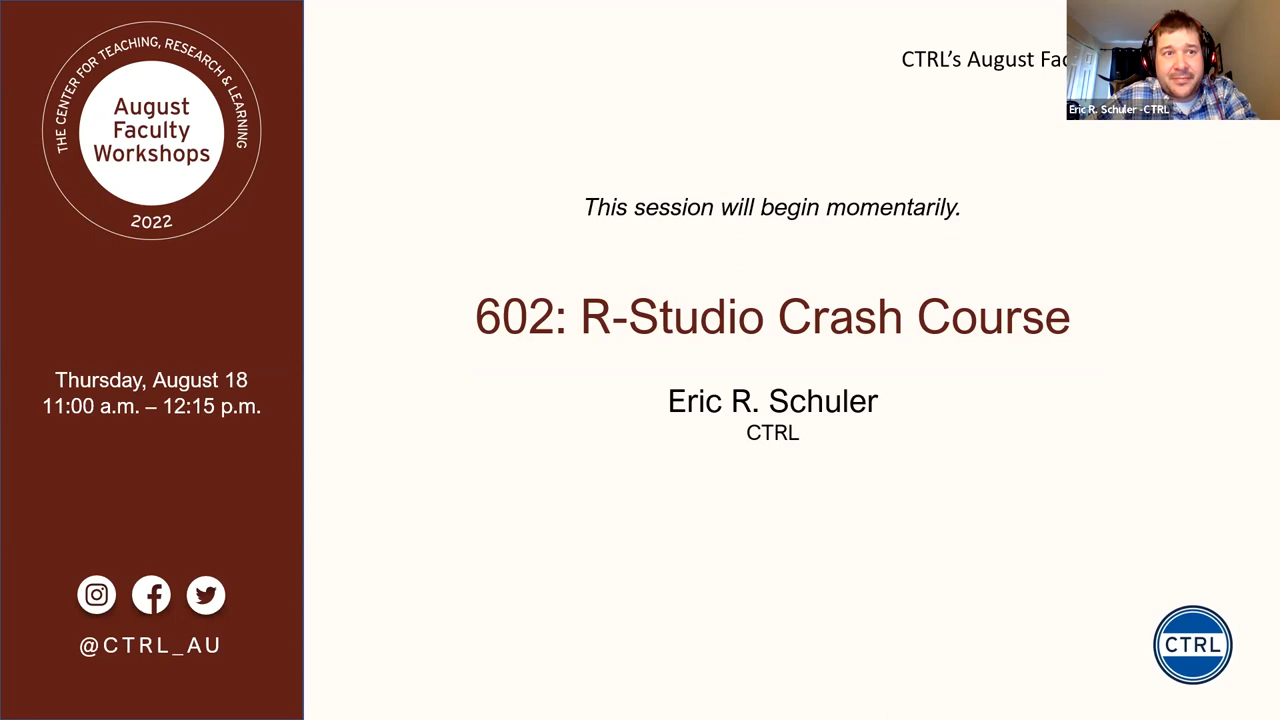 THE CENTER FOR TEACHING, RESEARCH & LEARNING
August
Faculty
Workshops
2022
Thursday, August 18
11:00 a.m. – 12:15 p.m.
@CTRL_AU
CTRL's August
Eric R. Schuler -CTRL
This session will begin momentarily.
602: R-Studio Crash Course
Eric R. Schuler
CTRL
CTRL